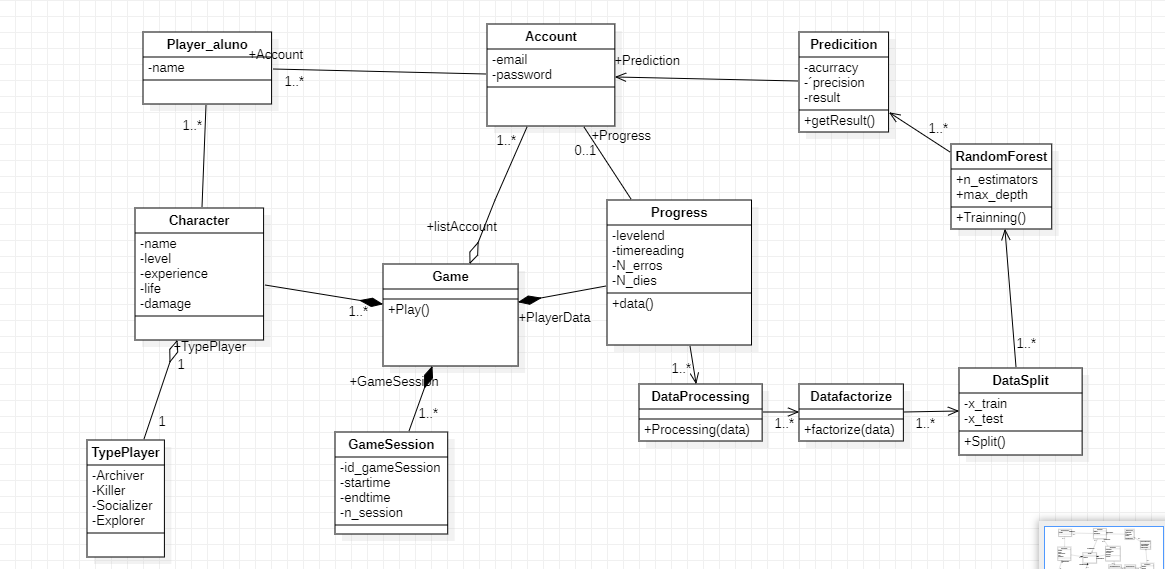 Player_aluno
-name
+Account
1..*
1..*
Account
-email
-password
+Prediction
1..*
+Progress
0..1
Predicition
-acurracy
-´precision
-result
+getResult()
1..*
RandomForest
+n_estimators
+max_depth
+Trainning()
Character
-name
-level
-experience
-life
-damage
+TypePlayer
1
1
TypePlayer
-Archiver
-Killer
-Socializer
-Explorer
+listAccount
Game
+Play()
1..*
+GameSession
1..*
GameSession
-id_gameSession
-startime
-endtime
-n_session
Progress
-levelend
-timereading
-N_erros
-N_dies
+data()
+PlayerData
1..*
DataProcessing
+Processing(data)
1..*
Datafactorize
+factorize(data)
1..*
1..*
DataSplit
-x_train
-x_test
+Split()